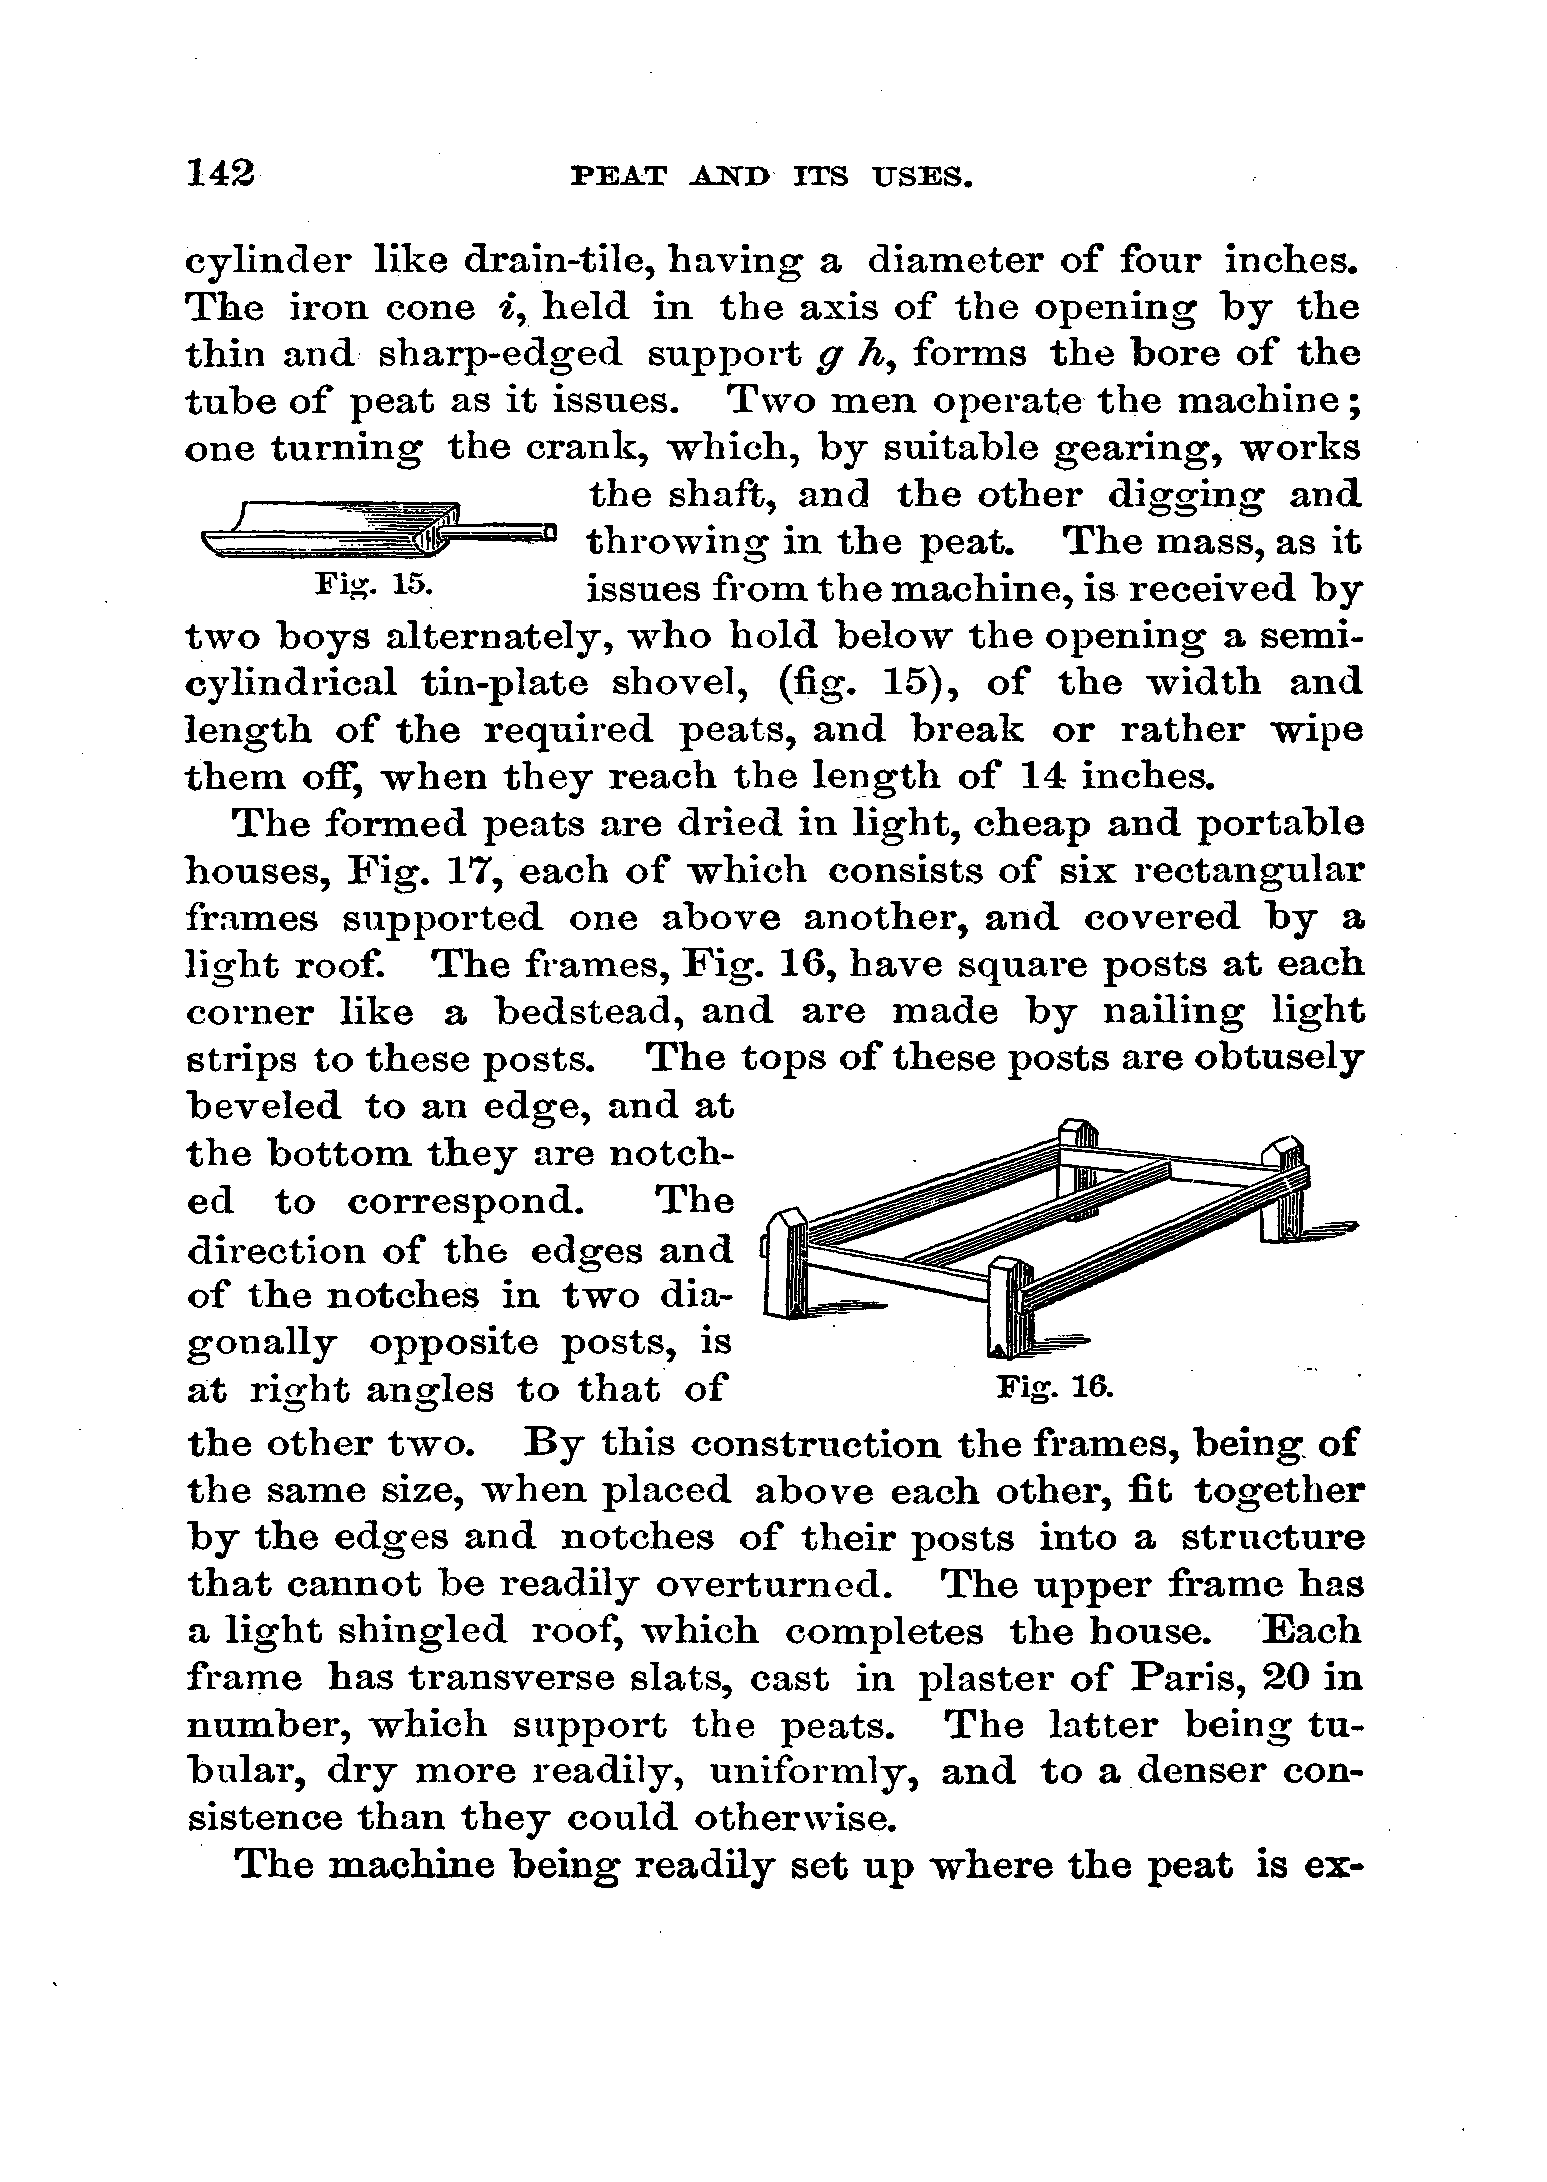 142 PEAT AND ITS USES.
cylinder like drain-tile, having a diameter of four inches.
The iron cone i, held in the axis of the opening by the
thin and sharp-edged support g h, forms the bore of the
tube of peat as it issues. Two men operate the machine;
one turning the crank, which, by suitable gearing, works
the shaft, and the other digging and
throwing in the peat. The mass, as it
Fig. 15.
issues from the machine, is received by
two boys alternately, who hold below the opening a semi-
cylindrical tin-plate shovel, (fig. 15), of the width and
length of the required peats, and break or rather wipe
them off, when they reach the length of 14 inches.
The formed peats are dried in light, cheap and portable
houses, Fig. 17, each of which consists of six rectangular
frames supported one above another, and covered by a
light roof. The frames, Fig. 16, have square posts at each
corner like a bedstead, and are made by nailing light
strips to these posts. The tops of these posts are obtusely
beveled to an edge, and at
the bottom they are notch-
ed to correspond. The
direction of the edges and
of the notches in two dia-
gonally opposite posts, is
at right angles to that of
Fig. 16.
the other two. By this construction the frames, being of
the same size, when placed above each other, fit together
by the edges and notches of their posts into a structure
that cannot be readily overturned. The upper frame has
a light shingled roof, which completes the house. Each
frame has transverse slats, cast in plaster of Paris, 20 in
number, which support the peats. The latter being tu-
bular, dry more readily, uniformly, and to a denser con-
sistence than they could otherwise.
The machine being readily set up where the peat is ex-